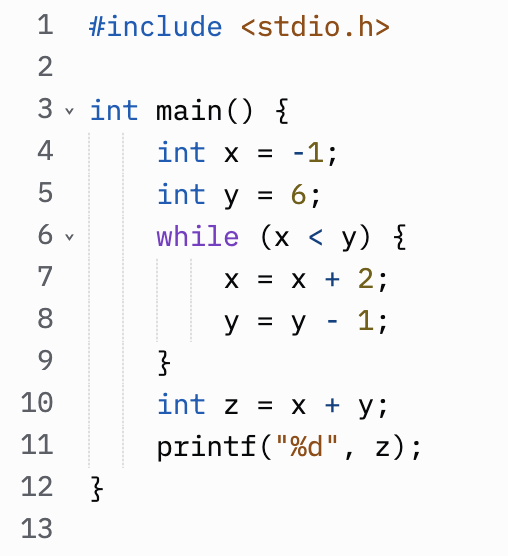 1 #include <stdio.h>
2
3 int main() {
4     int x = -1;
5     int y = 6;
6     while (x < y) {
7         x = x + 2;
8         y = y - 1;
9     }
10     int z = x + y;
11     printf("%d", z);
12 }
13